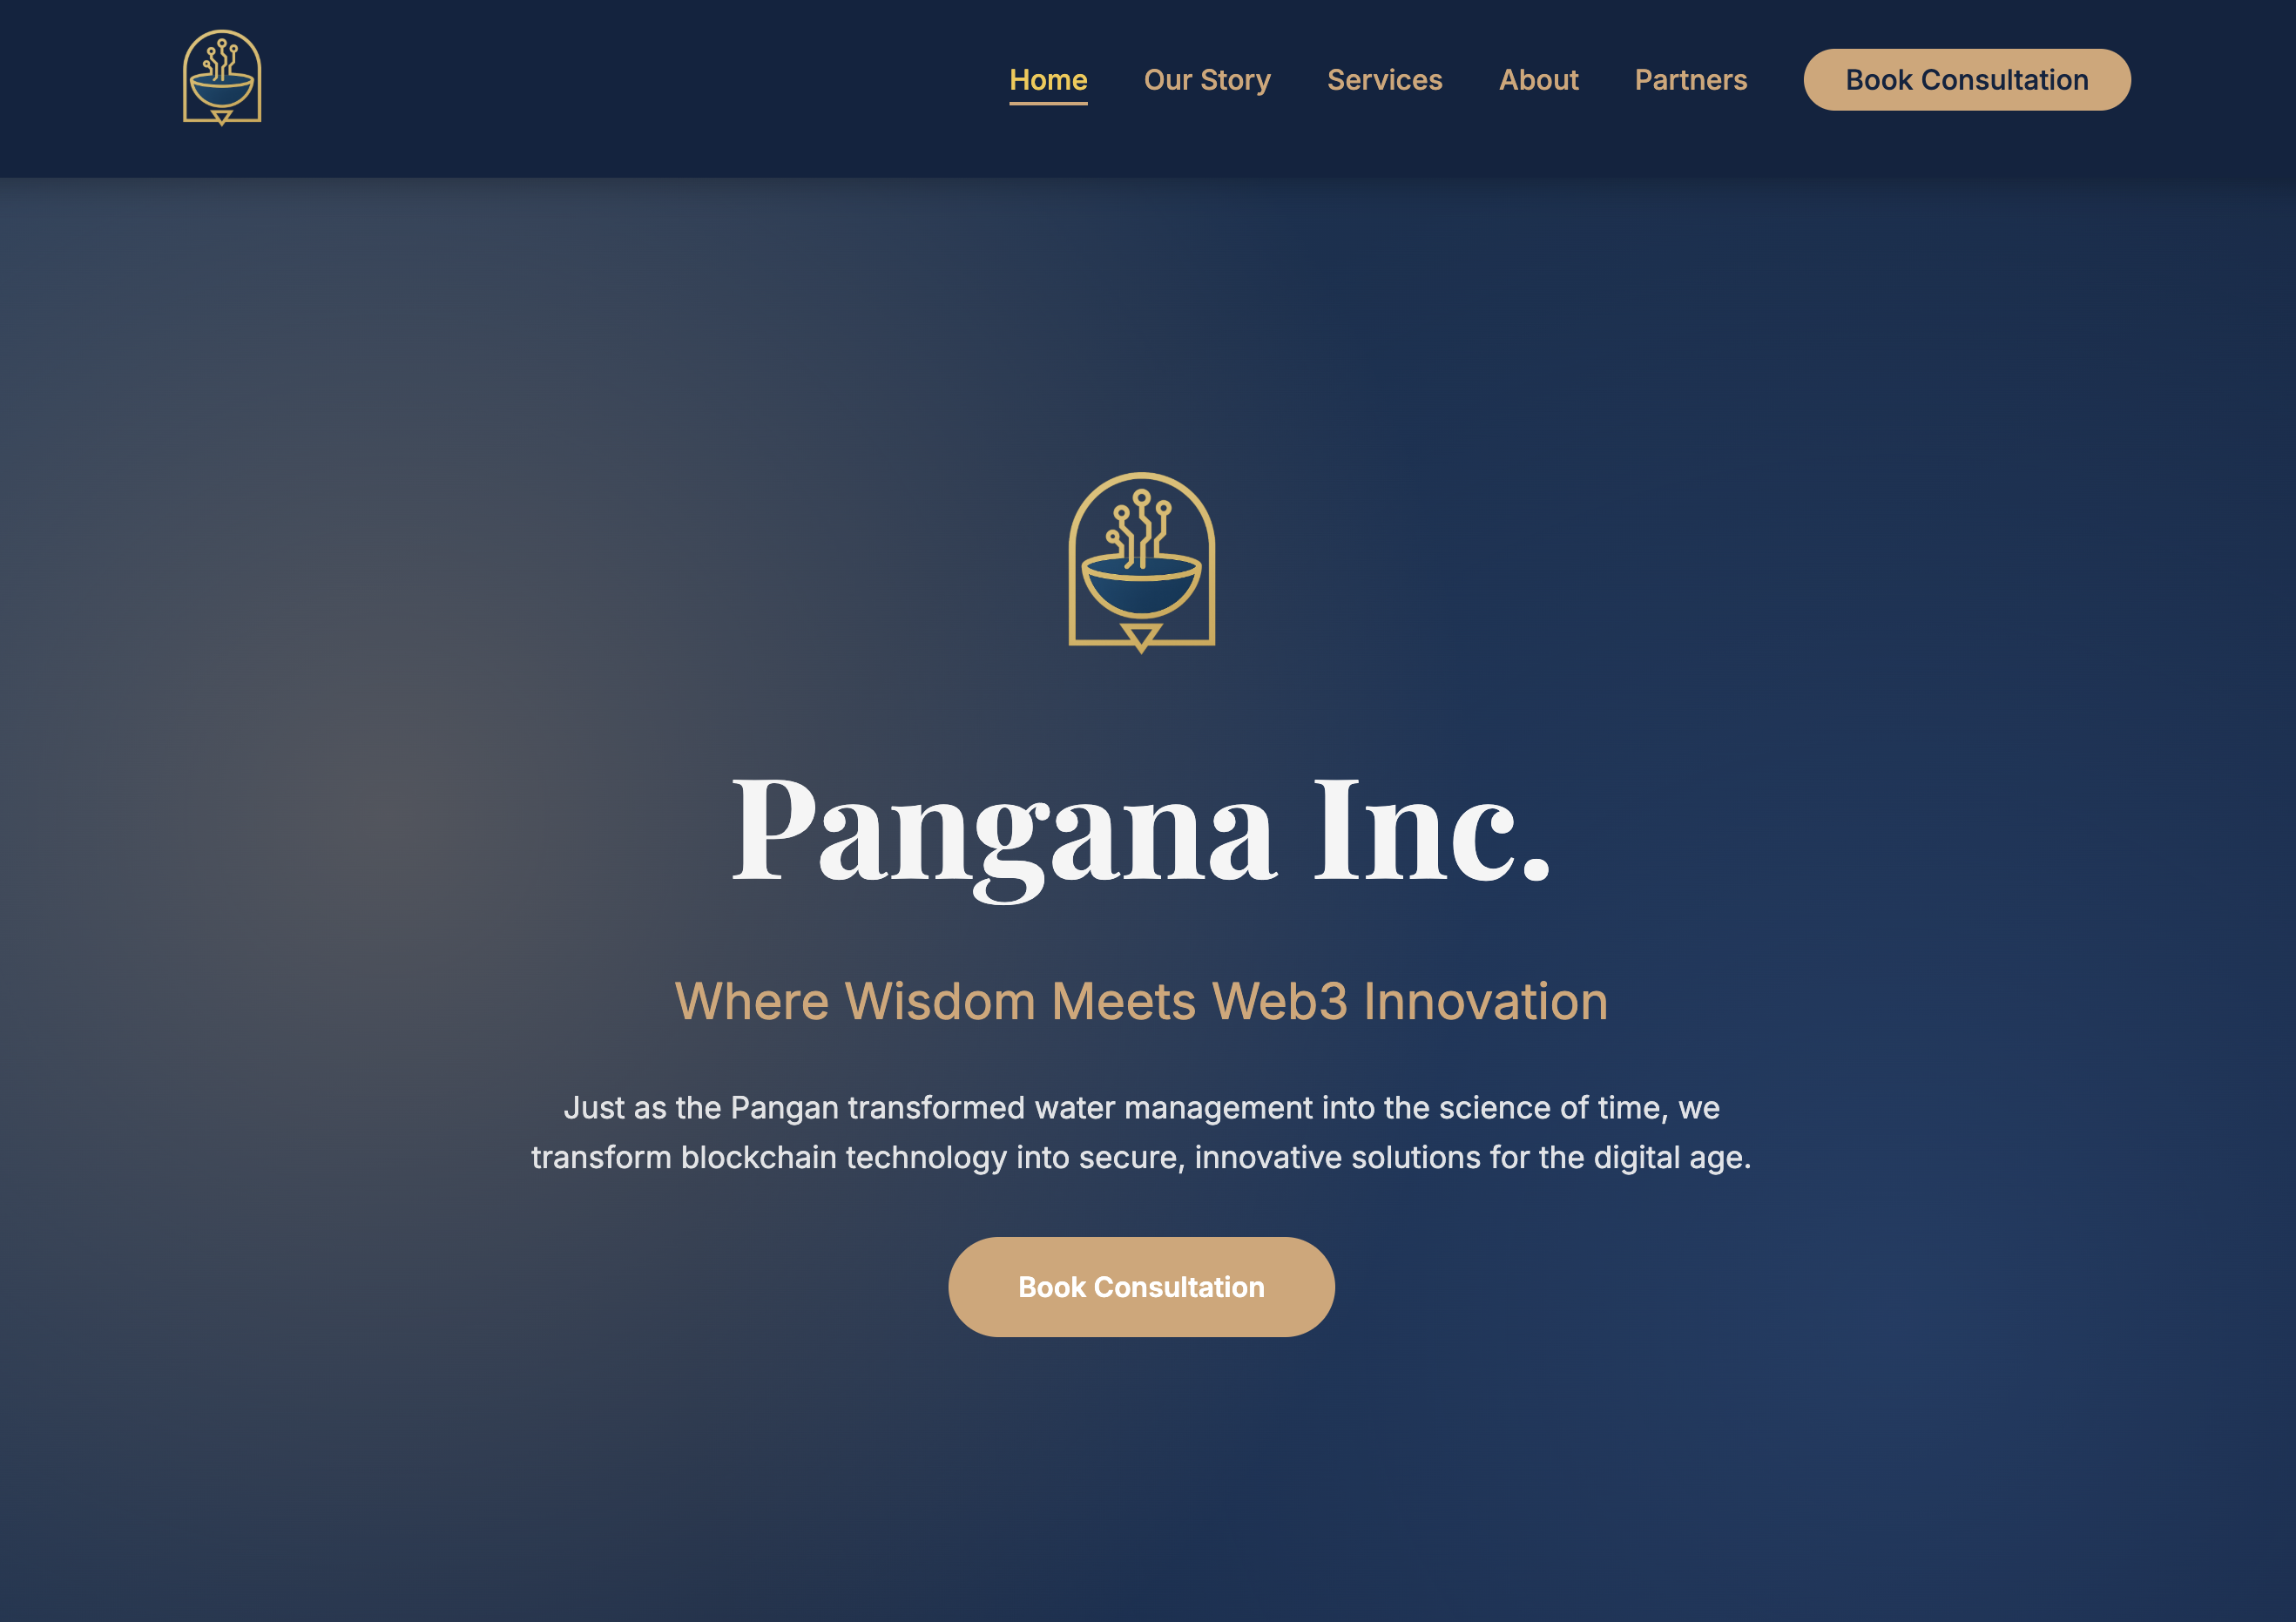 Home
Our Story
Services
About
Partners
Book Consultation
Pangana Inc.
Where Wisdom Meets Web3 Innovation
Just as the Pangan transformed water management into the science of time, we
transform blockchain technology into secure, innovative solutions for the digital age.
Book Consultation